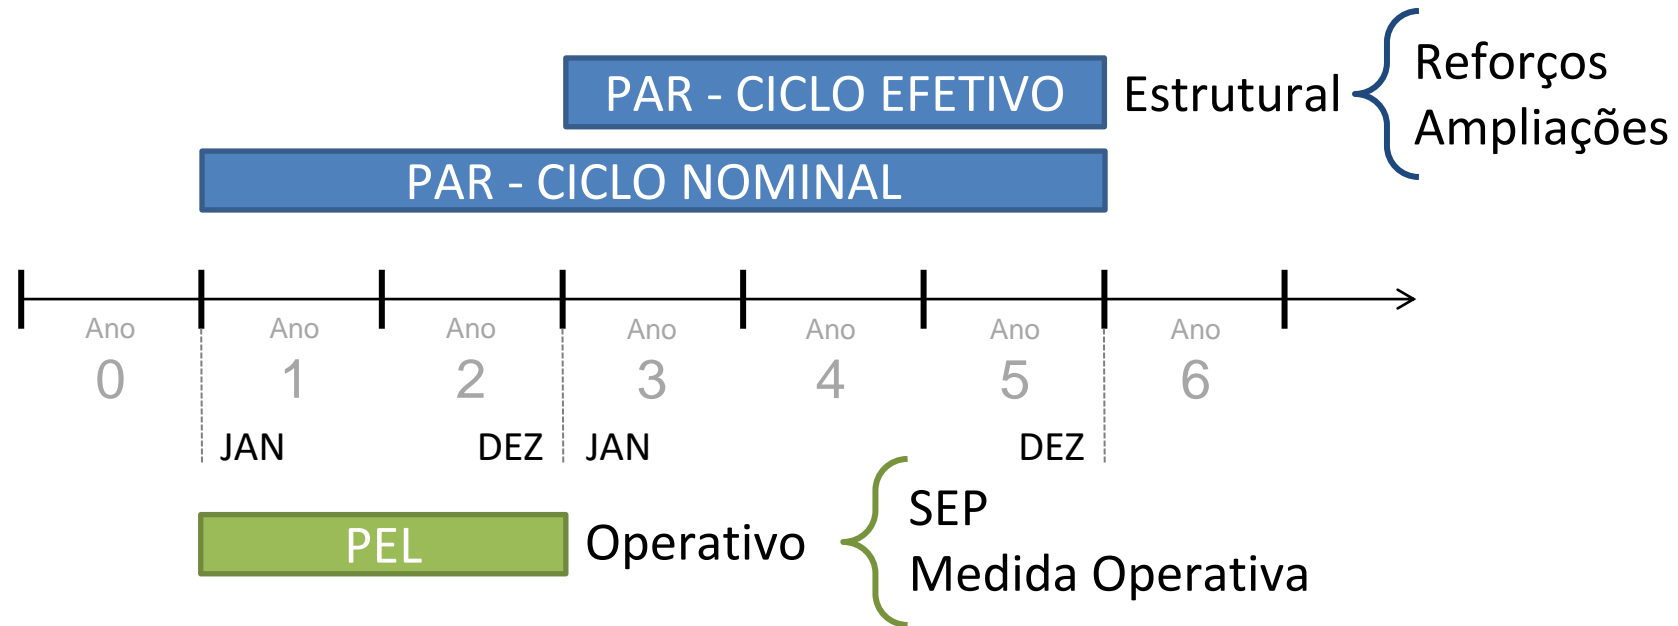 PAR - CICLO EFETIVO
Estrutural
Reforços
Ampliações
PAR - CICLO NOMINAL
Ano Ano Ano Ano Ano Ano Ano
0 1 2 3 4 5 6
JAN DEZ JAN DEZ
PEL
Operativo
SEP
Medida Operativa